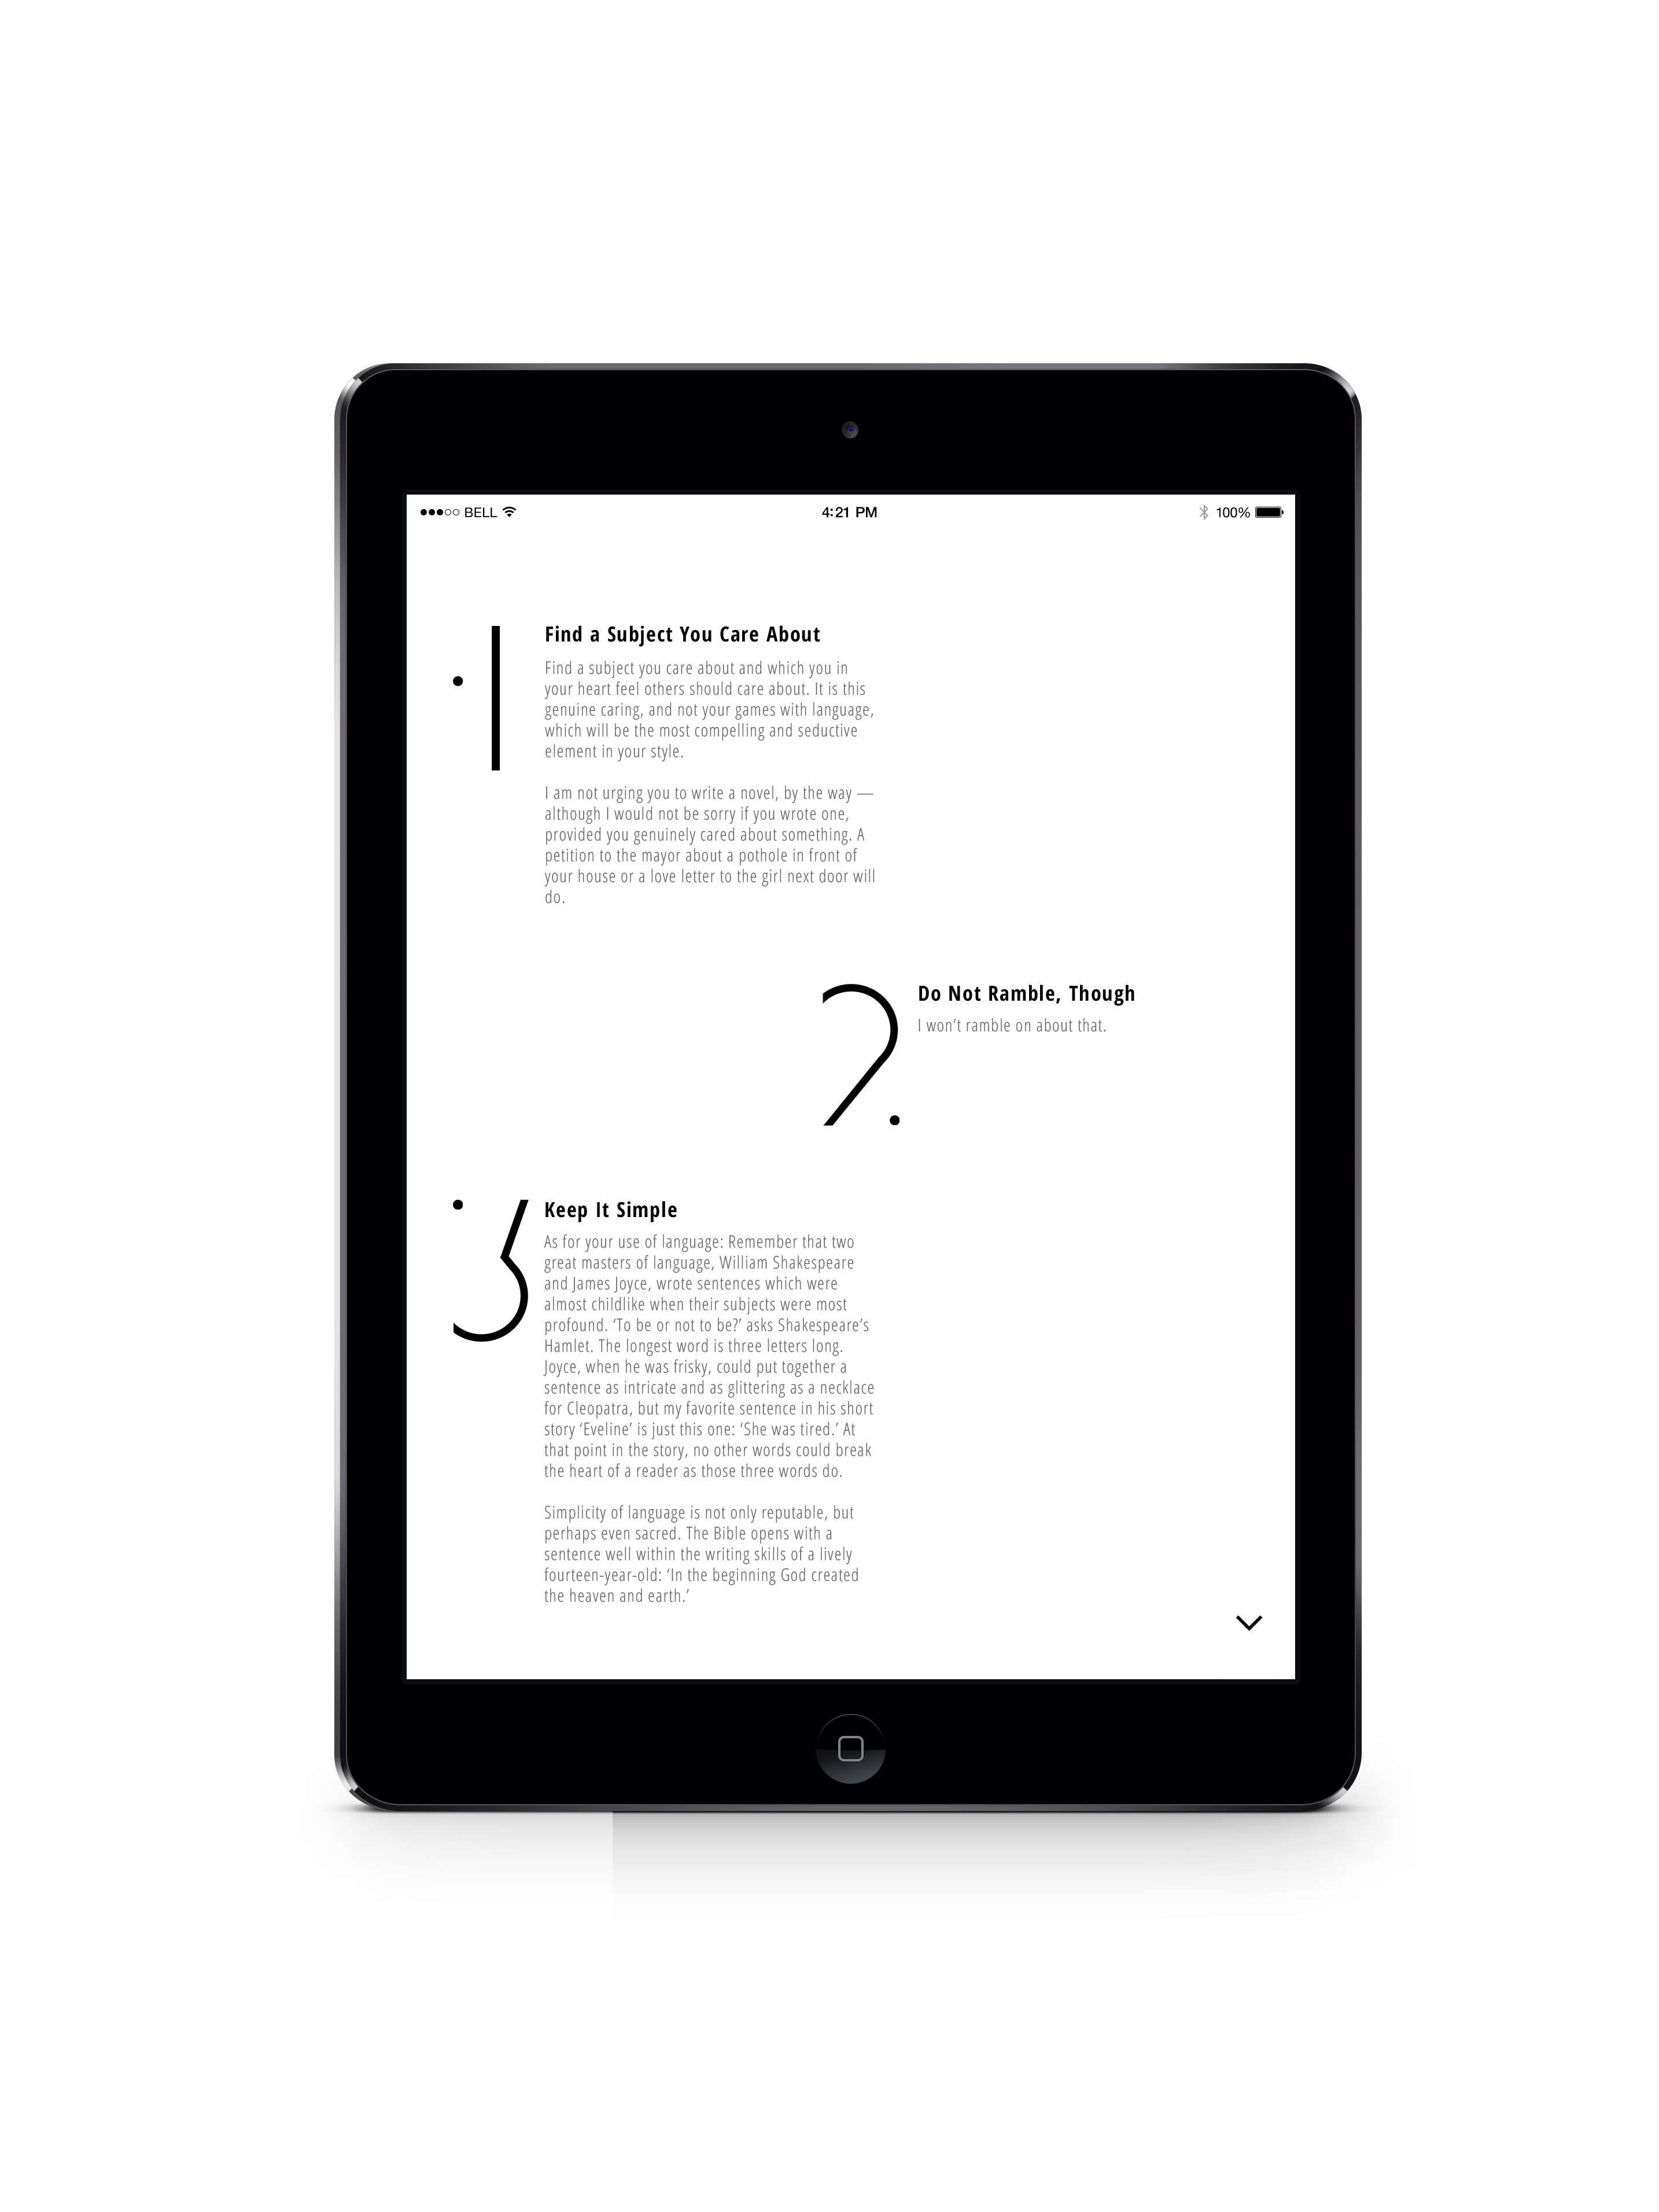 BELL 4:21 PM 100%
1
Find a Subject You Care About
Find a subject you care about and which you in
your heart feel others should care about. It is this
genuine caring, and not your games with language,
which will be the most compelling and seductive
element in your style.
I am not urging you to write a novel, by the way —
although I would not be sorry if you wrote one,
provided you genuinely cared about something. A
petition to the mayor about a pothole in front of
your house or a love letter to the girl next door will
do.
2.
Do Not Ramble, Though
I won’t ramble on about that.
3
Keep It Simple
As for your use of language: Remember that two
great masters of language, William Shakespeare
and James Joyce, wrote sentences which were
almost childlike when their subjects were most
profound. ‘To be or not to be?’ asks Shakespeare’s
Hamlet. The longest word is three letters long.
Joyce, when he was frisky, could put together a
sentence as intricate and as glittering as a necklace
for Cleopatra, but my favorite sentence in his short
story ‘Eveline’ is just this one: ‘She was tired.’ At
that point in the story, no other words could break
the heart of a reader as those three words do.
Simplicity of language is not only reputable, but
perhaps even sacred. The Bible opens with a
sentence well within the writing skills of a lively
fourteen-year-old: ‘In the beginning God created
the heaven and earth.’